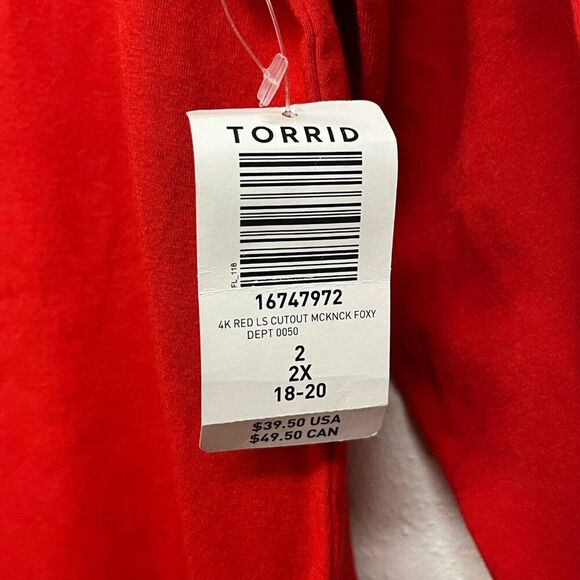 TORRID
FL_118
16747972
4K RED LS CUTOUT MCKNCK FOXY
DEPT 0050
2
2X
18-20
$39.50 USA
$49.50 CAN